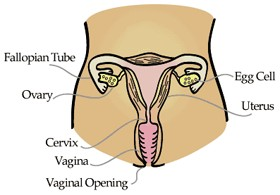 Fallopian Tube
Ovary
Egg Cell
Uterus
Cervix
Vagina
Vaginal Opening